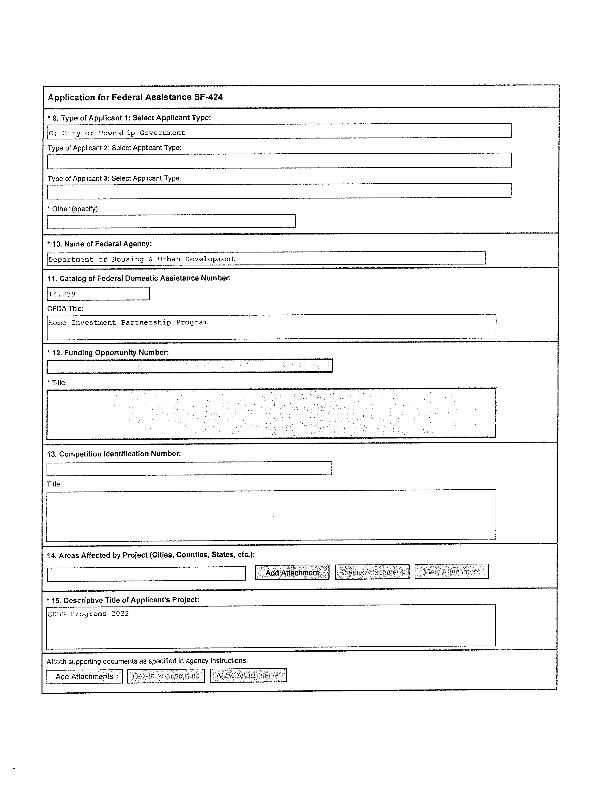 Application for Federal Assistance SF-424
* 9. Type of Applicant 1: Select Applicant Type:
C: City or Township Government
Type of Applicant 2: Select Applicant Type:
Type of Applicant 3: Select Applicant Type:
* Other (specify)
* 10. Name of Federal Agency:
Department of Housing & Urban Development
11. Catalog of Federal Domestic Assistance Number:
14.239
CFDA Title:
Home Investment Partnership Program
* 12. Funding Opportunity Number:
* Title:
13. Competition Identification Number:
Title
14. Areas Affected by Project (Cities, Counties, States, etc.):
Add Attachment Delete Attachment View Attachment
* 15. Descriptive Title of Applicant's Project:
Programs 2022
Attach supporting documents as specified in agency instructions.
Add Attachments Delete Attachments View Attachments